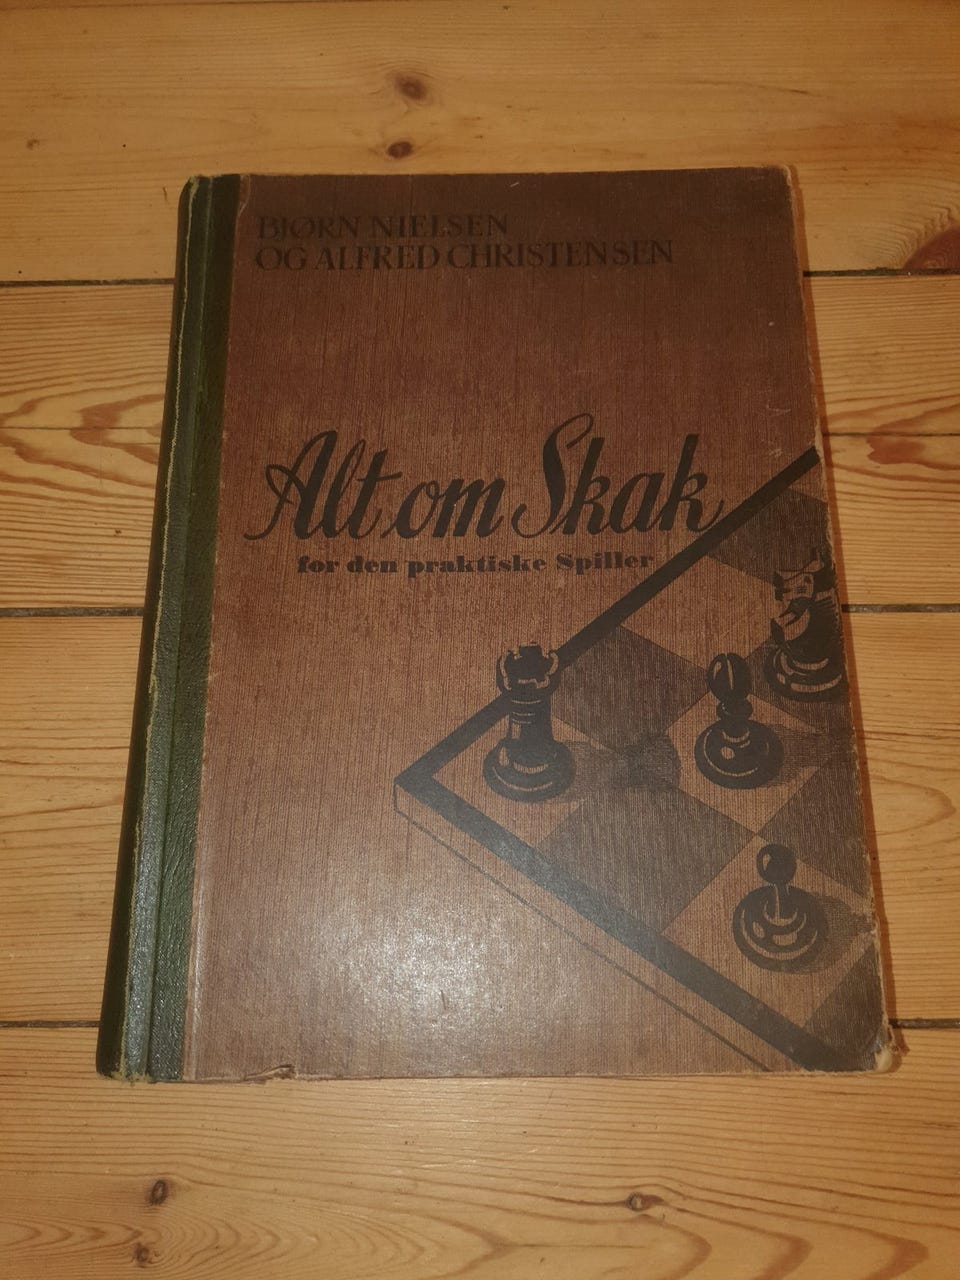 BJØRN NIELSEN
OG ALFRED CHRISTENSEN
Alt om Skak
for den praktiske Spiller